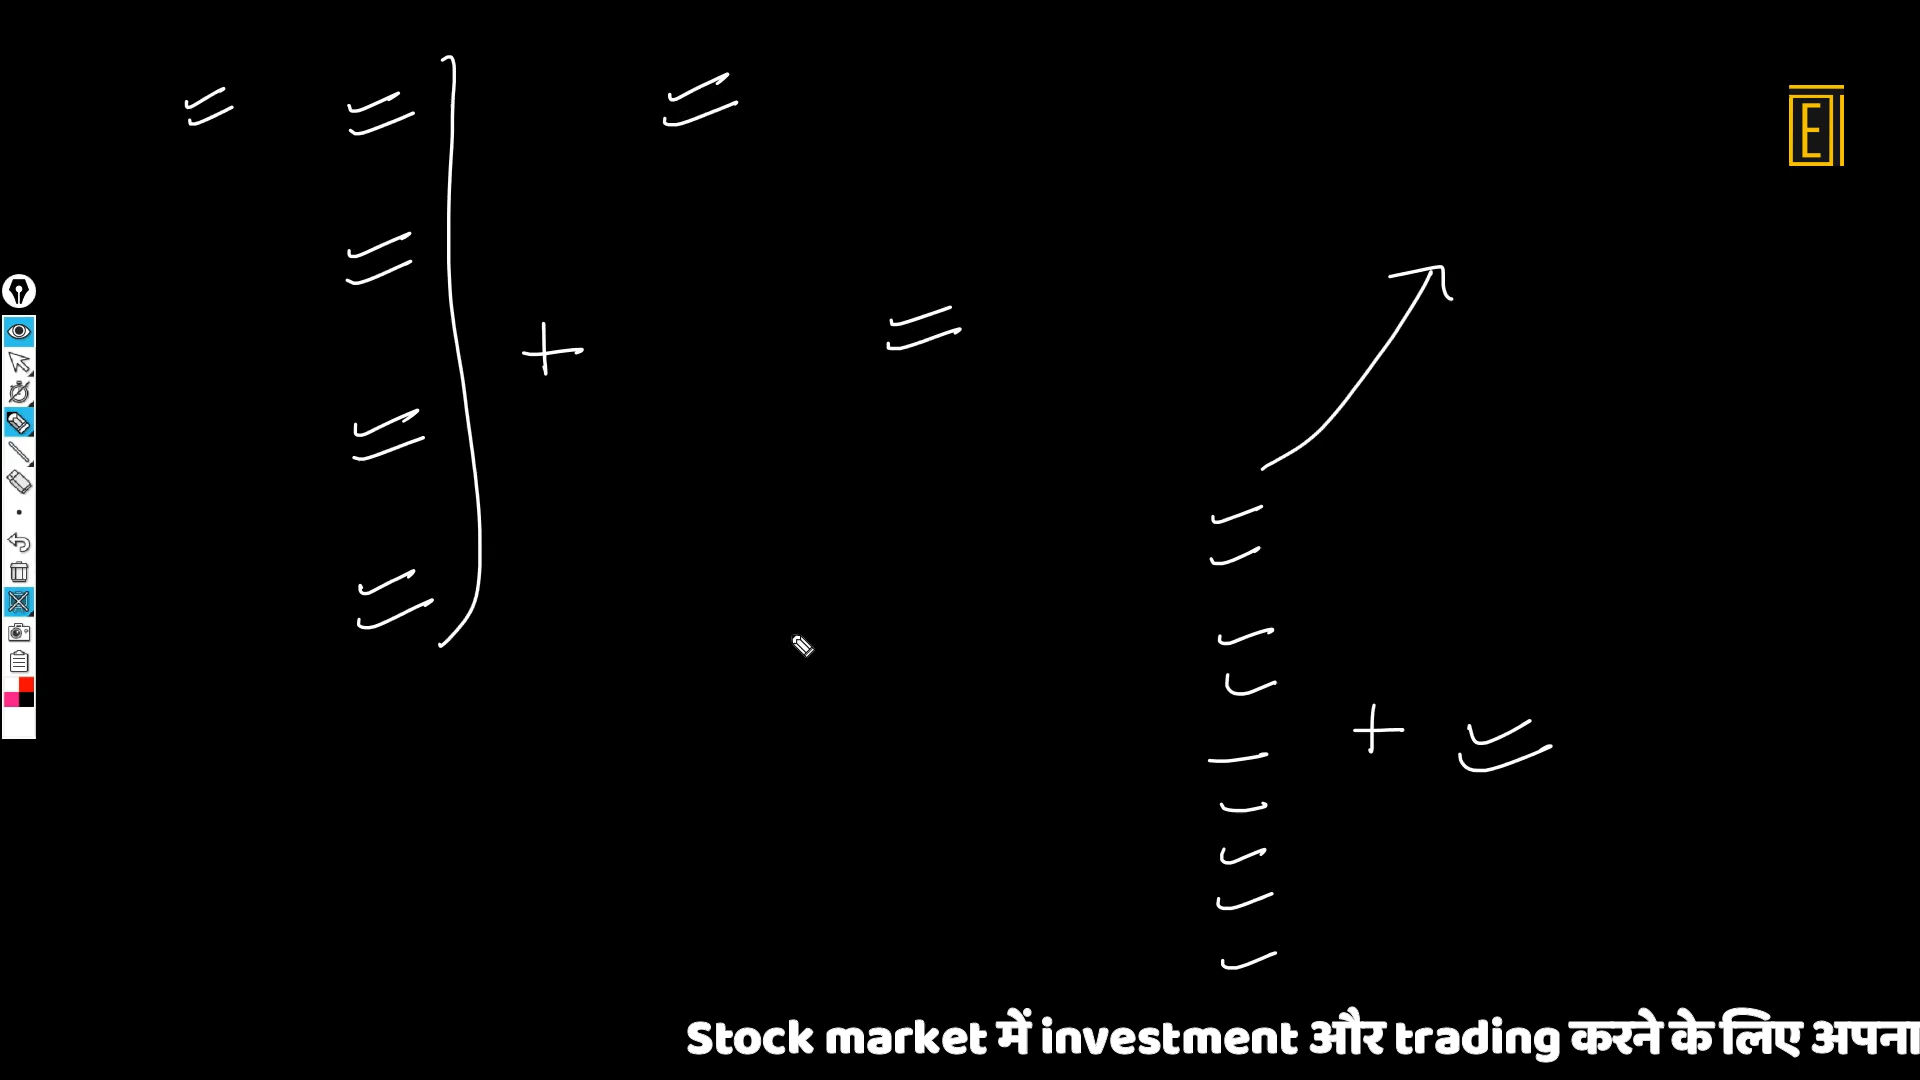 E
Stock market में investment और trading करने के लिए अपना